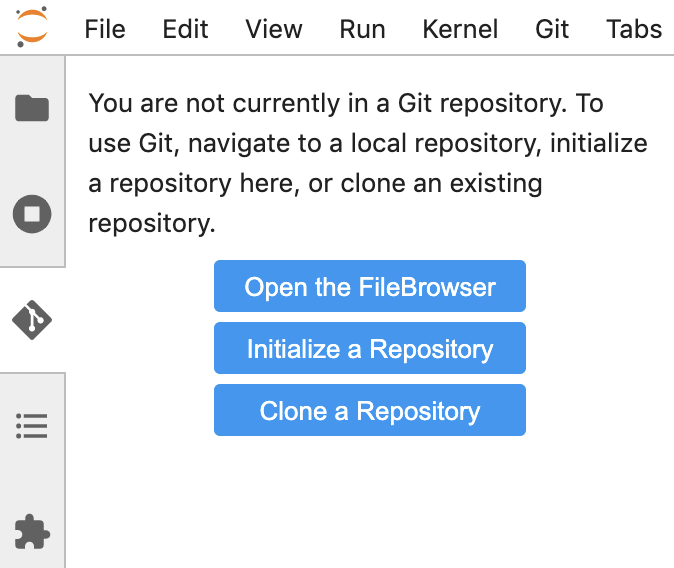 File Edit View Run Kernel Git Tabs
You are not currently in a Git repository. To
use Git, navigate to a local repository, initialize
a repository here, or clone an existing
repository.
Open the FileBrowser
Initialize a Repository
Clone a Repository